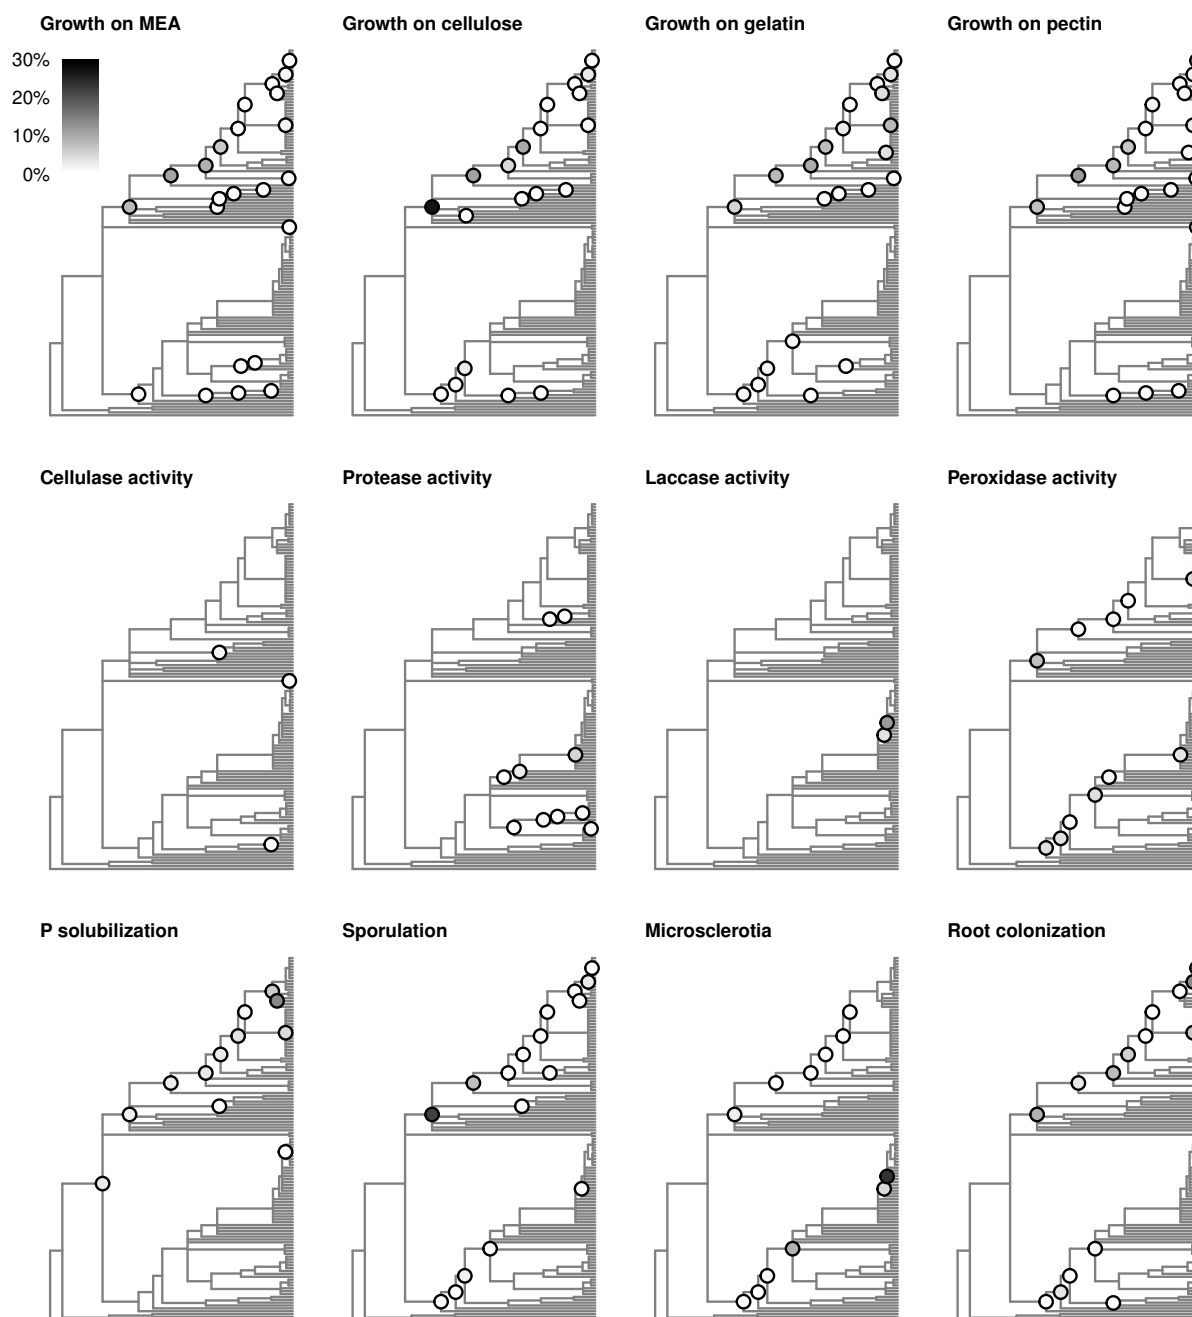 Growth on MEA
Growth on cellulose
Growth on gelatin
Growth on pectin
30%
20%
10%
0%
Cellulase activity
Protease activity
Laccase activity
Peroxidase activity
P solubilization
Sporulation
Microsclerotia
Root colonization